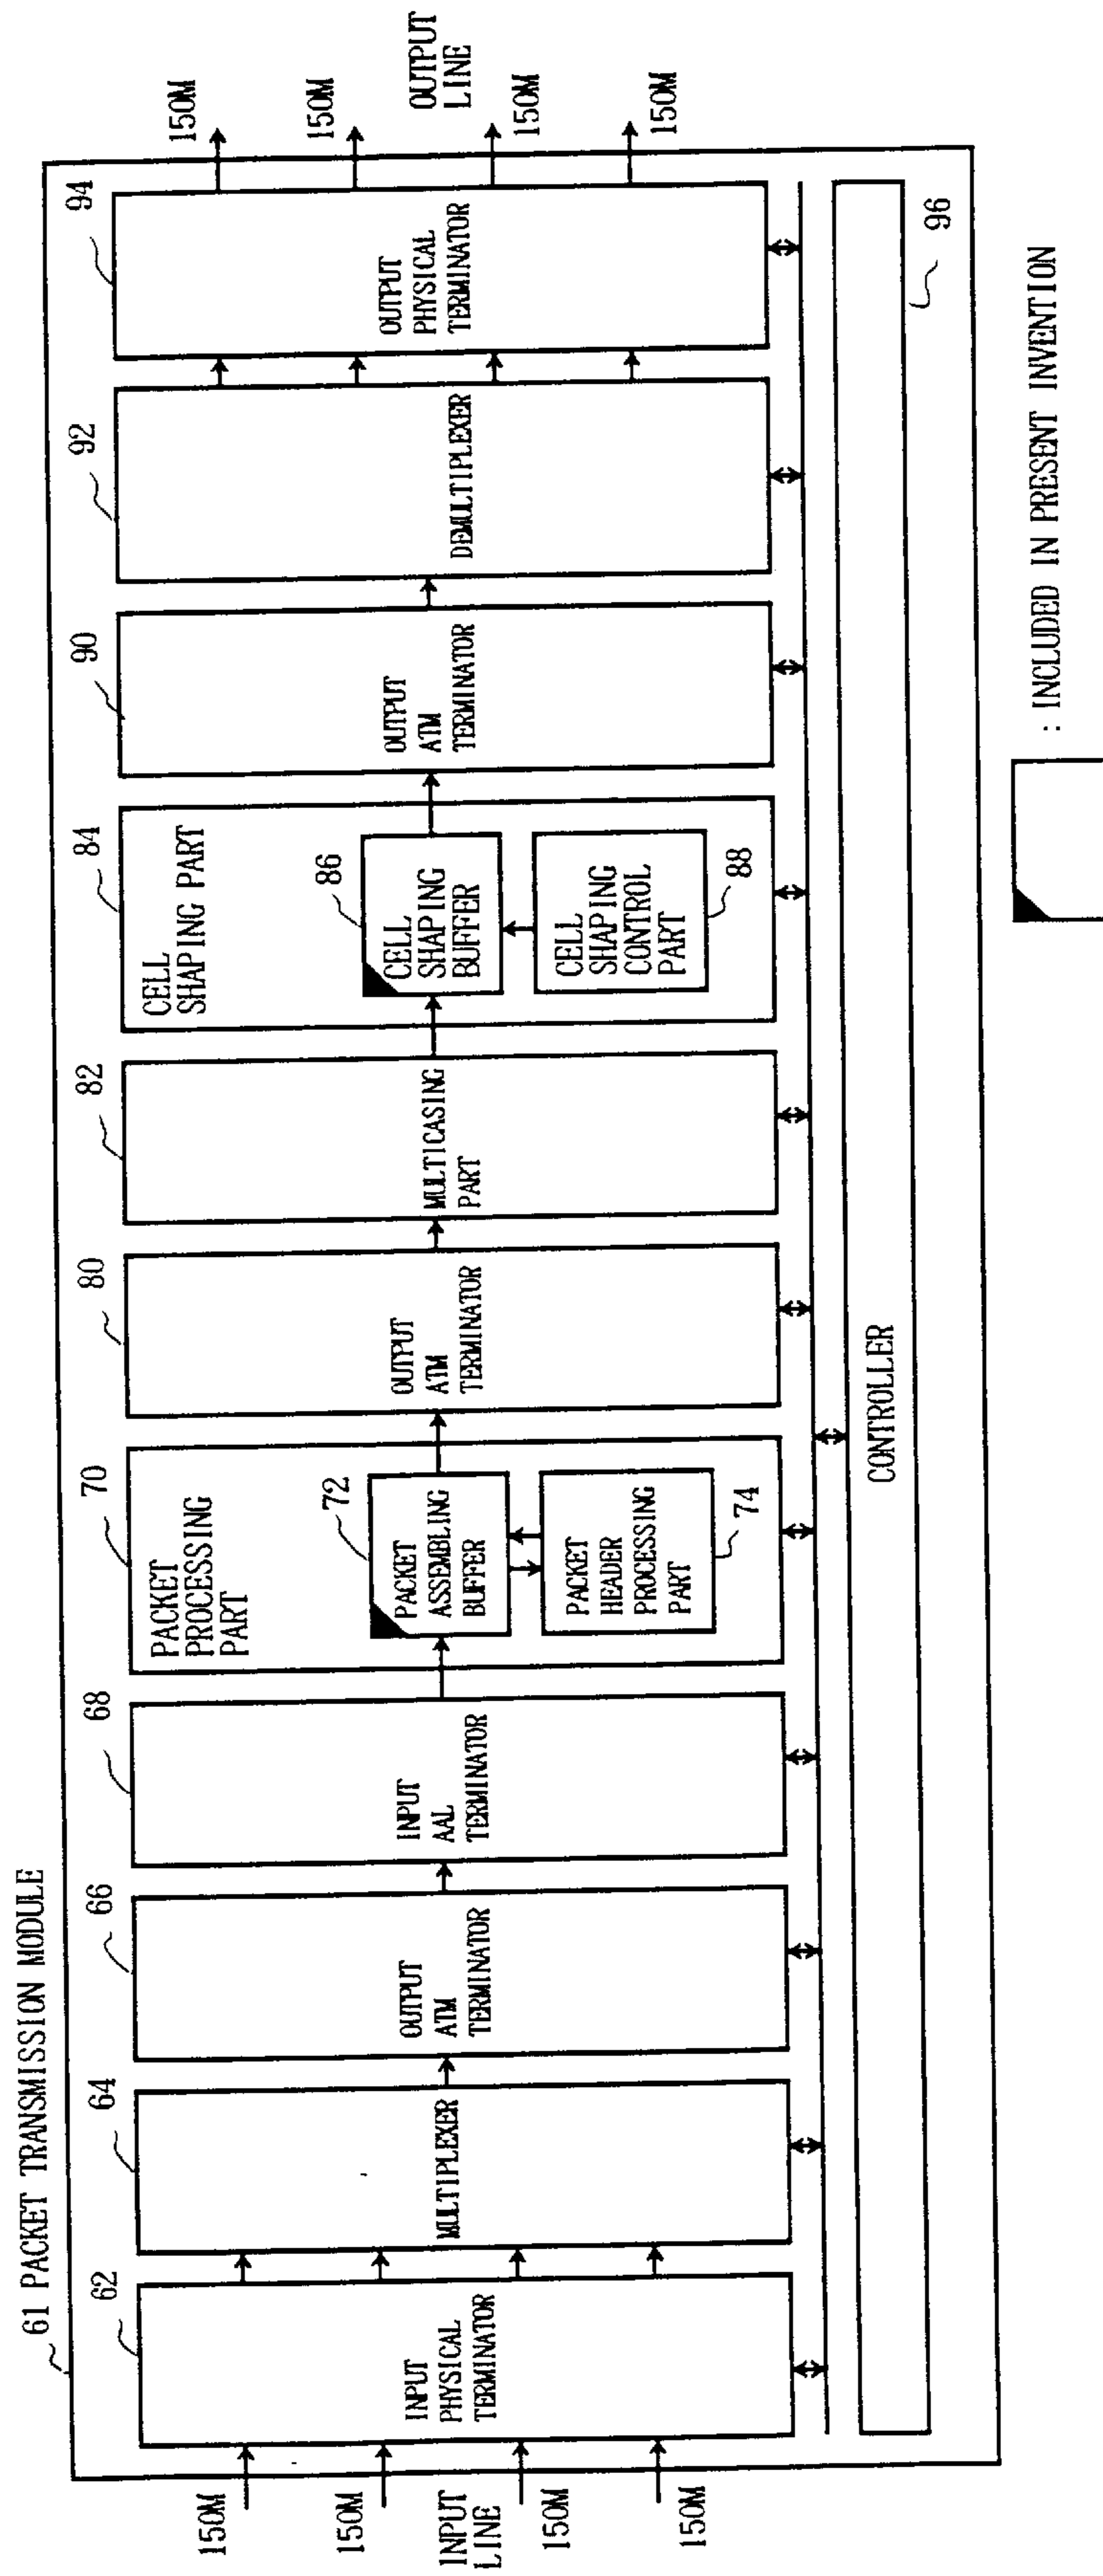 61 PACKET TRANSMISSION MODULE
62
INPUT
PHYSICAL
TERMINATOR
150M
150M
INPUT
LINE
150M
150M
64
MULTIPLEXER
66
OUTPUT
ATM
TERMINATOR
68
INPUT
AAL
TERMINATOR
70
PACKET
PROCESSING
PART
72
PACKET
ASSEMBLING
BUFFER
PACKET
HEADER
PROCESSING
PART
74
80
OUTPUT
ATM
TERMINATOR
82
MULTICASING
PART
84
CELL
SHAPING PART
86
CELL
SHAPING
BUFFER
CELL
SHAPING
CONTROL
PART
88
90
OUTPUT
ATM
TERMINATOR
92
DEMULTIPLEXER
94
OUTPUT
PHYSICAL
TERMINATOR
150M
150M
OUTPUT
LINE
150M
150M
CONTROLLER
96
: INCLUDED IN PRESENT INVENTION